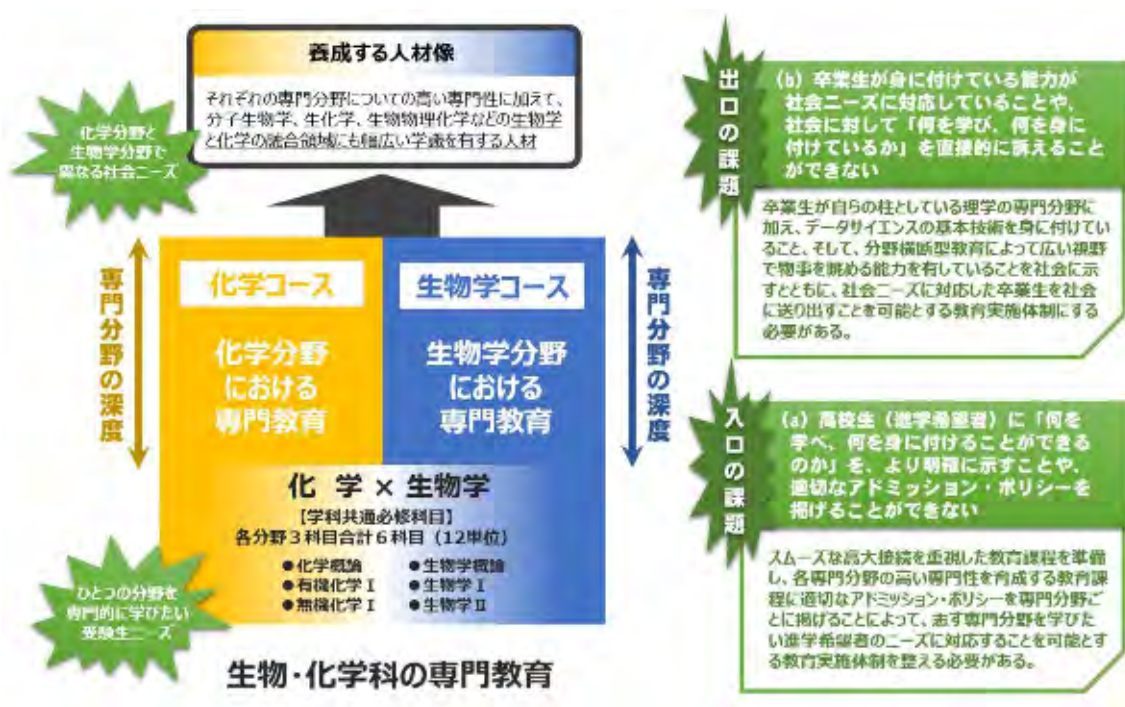 養成する人材像
それぞれの専門分野についての高い専門性に加えて、
分子生物学、生化学、生物物理化学などの生物学
と化学の融合領域にも幅広い学識を有する人材
化学分野と
生物学分野で
異なる社会ニーズ
専門分野の深度
化学コース
生物学コース
化学分野
における
専門教育
生物学分野
における
専門教育
専門分野の深度
化 学 × 生物学
【学科共通必修科目】
各分野3科目合計6科目（12単位）
●化学概論
●有機化学Ⅰ
●無機化学Ⅰ
●生物学概論
●生物学Ⅰ
●生物学Ⅱ
ひとつの分野を
専門的に学びたい
受験生ニーズ
生物・化学科の専門教育
出口の課題
（b）卒業生が身に付けている能力が
社会ニーズに対応していることや、
社会に対して「何を学び、何を身に
付けているか」を直接的に訴えること
ができない
卒業生が自らの柱としている理学の専門分野に
加え、データサイエンスの基本技術を身に付けてい
ること、そして、分野横断型教育によって広い視野
で物事を眺める能力を有していることを社会に示
すとともに、社会ニーズに対応した卒業生を社会
に送り出すことを可能とする教育実施体制にする
必要がある。
入口の課題
（a）高校生（進学希望者）に「何を
学べ、何を身に付けることができる
のか」を、より明確に示すことや、
適切なアドミッション・ポリシーを
掲げることができない
スムーズな高大接続を重視した教育課程を準備
し、各専門分野の高い専門性を育成する教育課
程に適切なアドミッション・ポリシーを専門分野ご
とに掲げることによって、志す専門分野を学びた
い進学希望者のニーズに対応することを可能とす
る教育実施体制を整える必要がある。